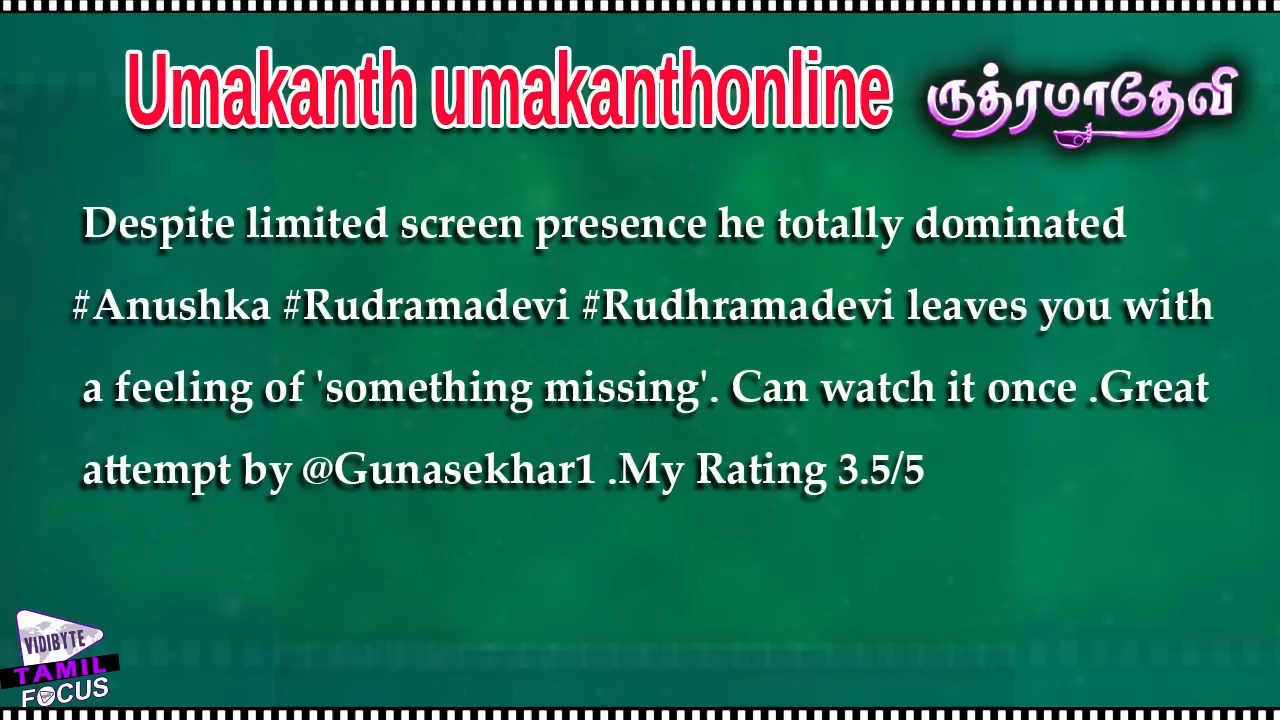 Umakanth umakanthonline
ருத்ரமாதேவி
Despite limited screen presence he totally dominated
#Anushka #Rudramadevi #Rudhramadevi leaves you with
a feeling of 'something missing'. Can watch it once .Great
attempt by @Gunasekhar1 .My Rating 3.5/5
VIDIBYTE
TAMIL
FOCUS